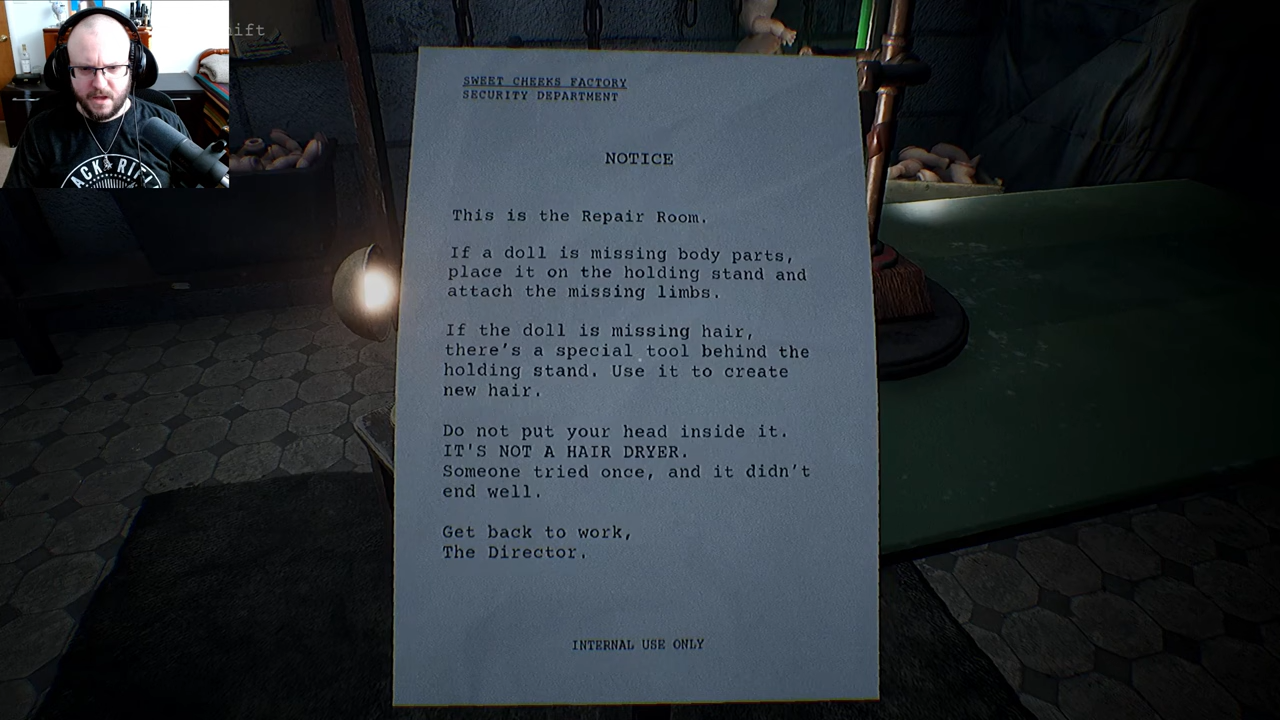 ift
SWEET CHEEKS FACTORY
SECURITY DEPARTMENT
NOTICE
This is the Repair Room.
If a doll is missing body parts,
place it on the holding stand and
attach the missing limbs.
If the doll is missing hair,
there's a special tool behind the
holding stand. Use it to create
new hair.
Do not put your head inside it.
IT'S NOT A HAIR DRYER.
Someone tried once, and it didn't
end well.
Get back to work,
The Director.
INTERNAL USE ONLY